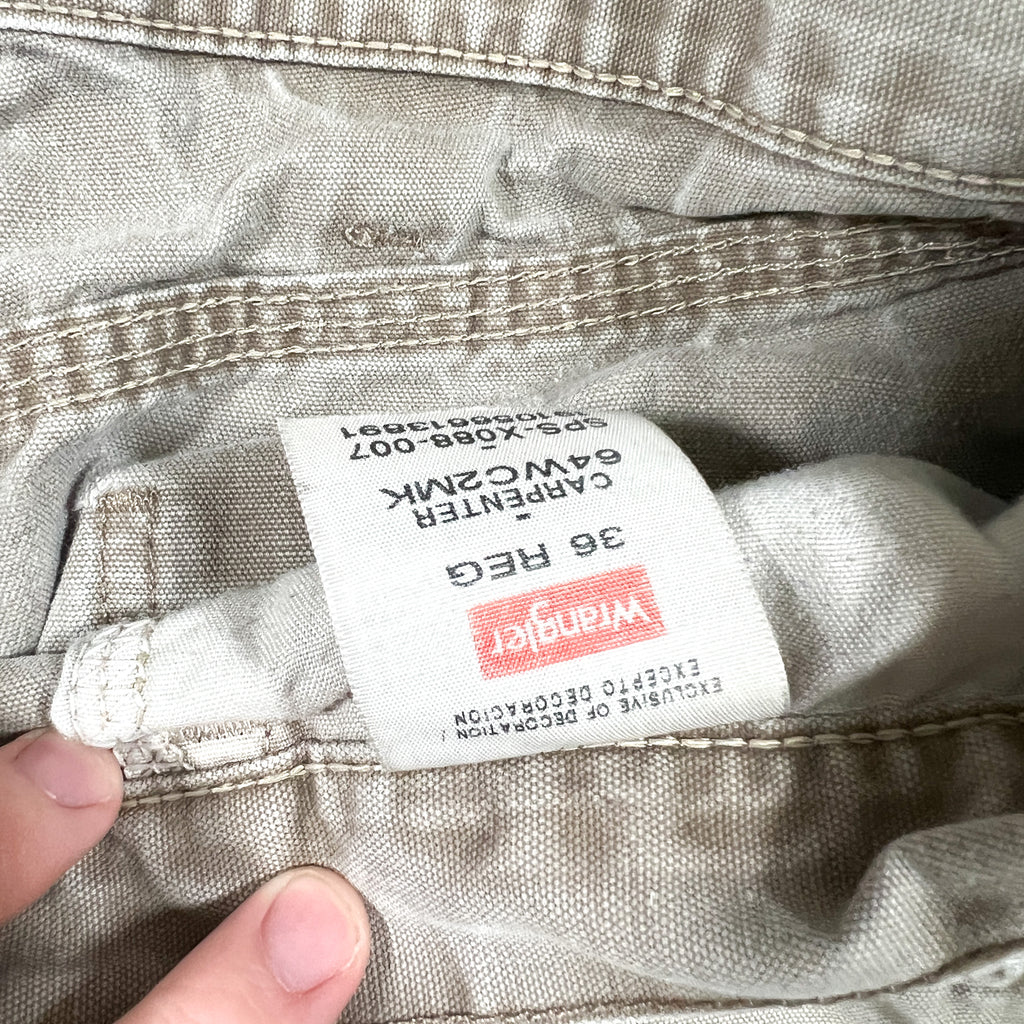 EXCLUSIVE OF DECORATION /
EXCEPTO DECORACION
Wrangler
36 REG
CARPENTER
64WC2MK
SPS-X088-007